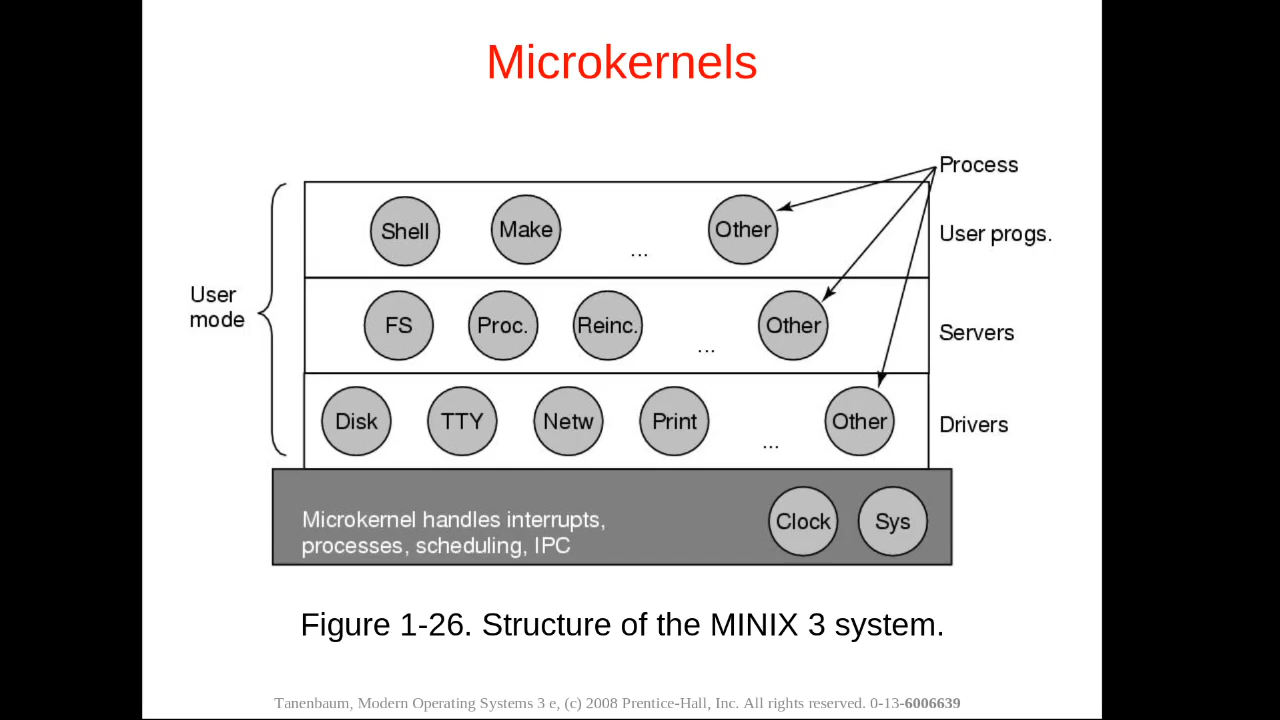 Microkernels
Process
Shell
Make
...
Other
User progs.
User
mode
FS
Proc.
Reinc.
...
Other
Servers
Disk
TTY
Netw
Print
...
Other
Drivers
Microkernel handles interrupts,
processes, scheduling, IPC
Clock
Sys
Figure 1-26. Structure of the MINIX 3 system.
Tanenbaum, Modern Operating Systems 3 e, (c) 2008 Prentice-Hall, Inc. All rights reserved. 0-13-6006639